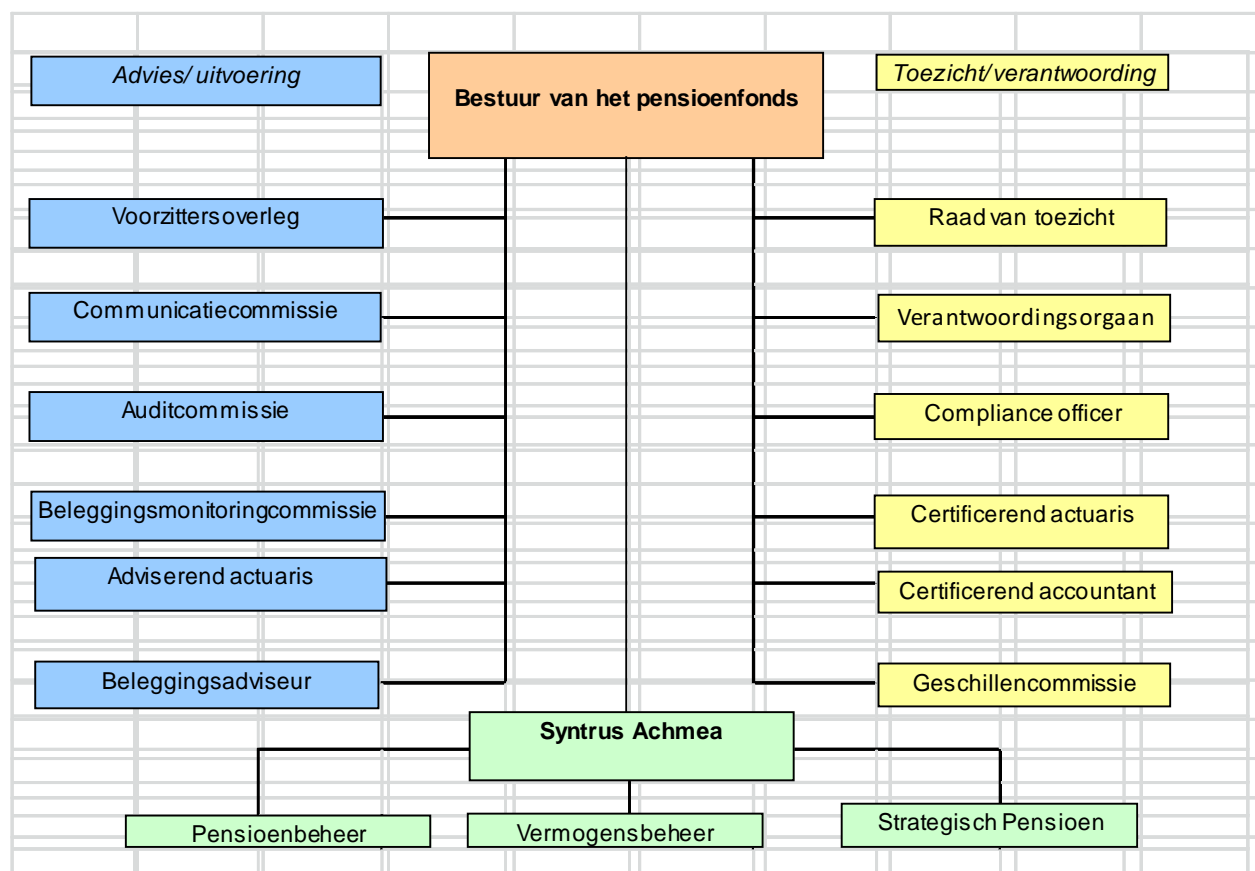 Advies/ uitvoering
Bestuur van het pensioenfonds
Toezicht/verantwoording
Voorzittersoverleg
Raad van toezicht
Communicatiecommissie
Verantwoordingsorgaan
Auditcommissie
Compliance officer
Beleggingsmonitoringcommissie
Certificerend actuaris
Adviserend actuaris
Certificerend accountant
Beleggingsadviseur
Geschillencommissie
Syntrus Achmea
Pensioenbeheer
Vermogensbeheer
Strategisch Pensioen